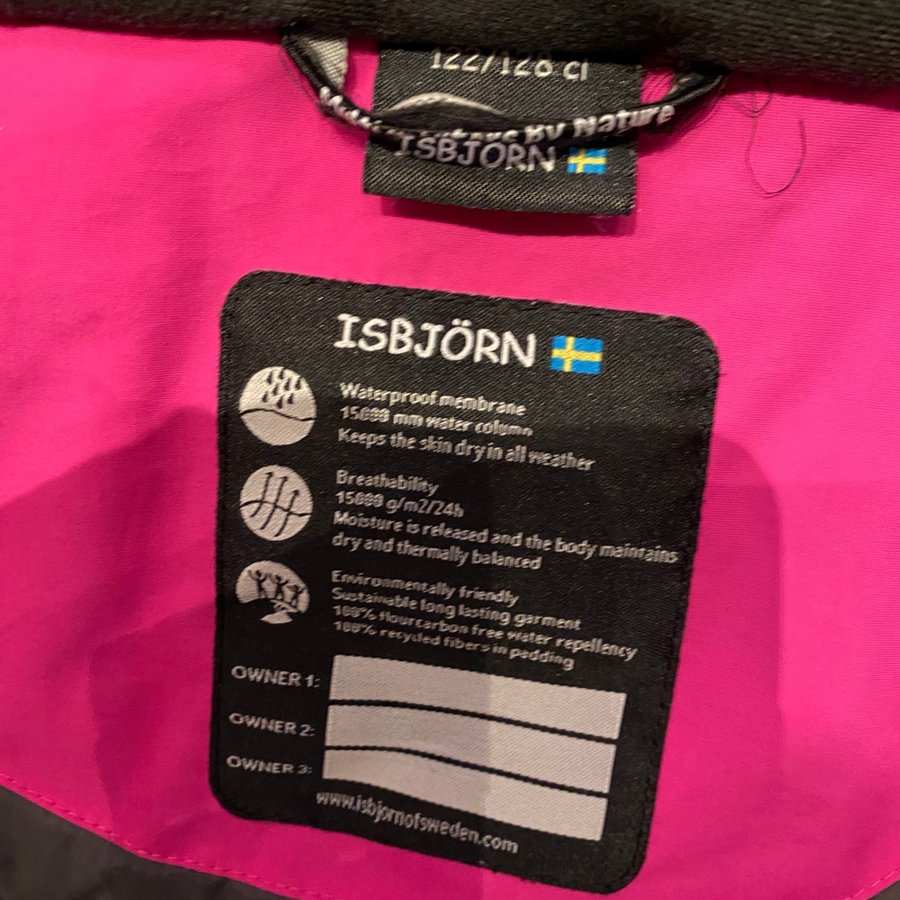 122/128 cl
By Nature
ISBJÖRN
ISBJÖRN
Waterproof membrane
15000 mm water column
Keeps the skin dry in all weather
Breathability
15000 g/m2/24h
Moisture is released and the body maintains
dry and thermally balanced
Environmentally friendly
Sustainable long lasting garment
100% flourcarbon free water repellency
100% recycled fibers in padding
OWNER 1:
OWNER 2:
OWNER 3:
www.isbjornofsweden.com